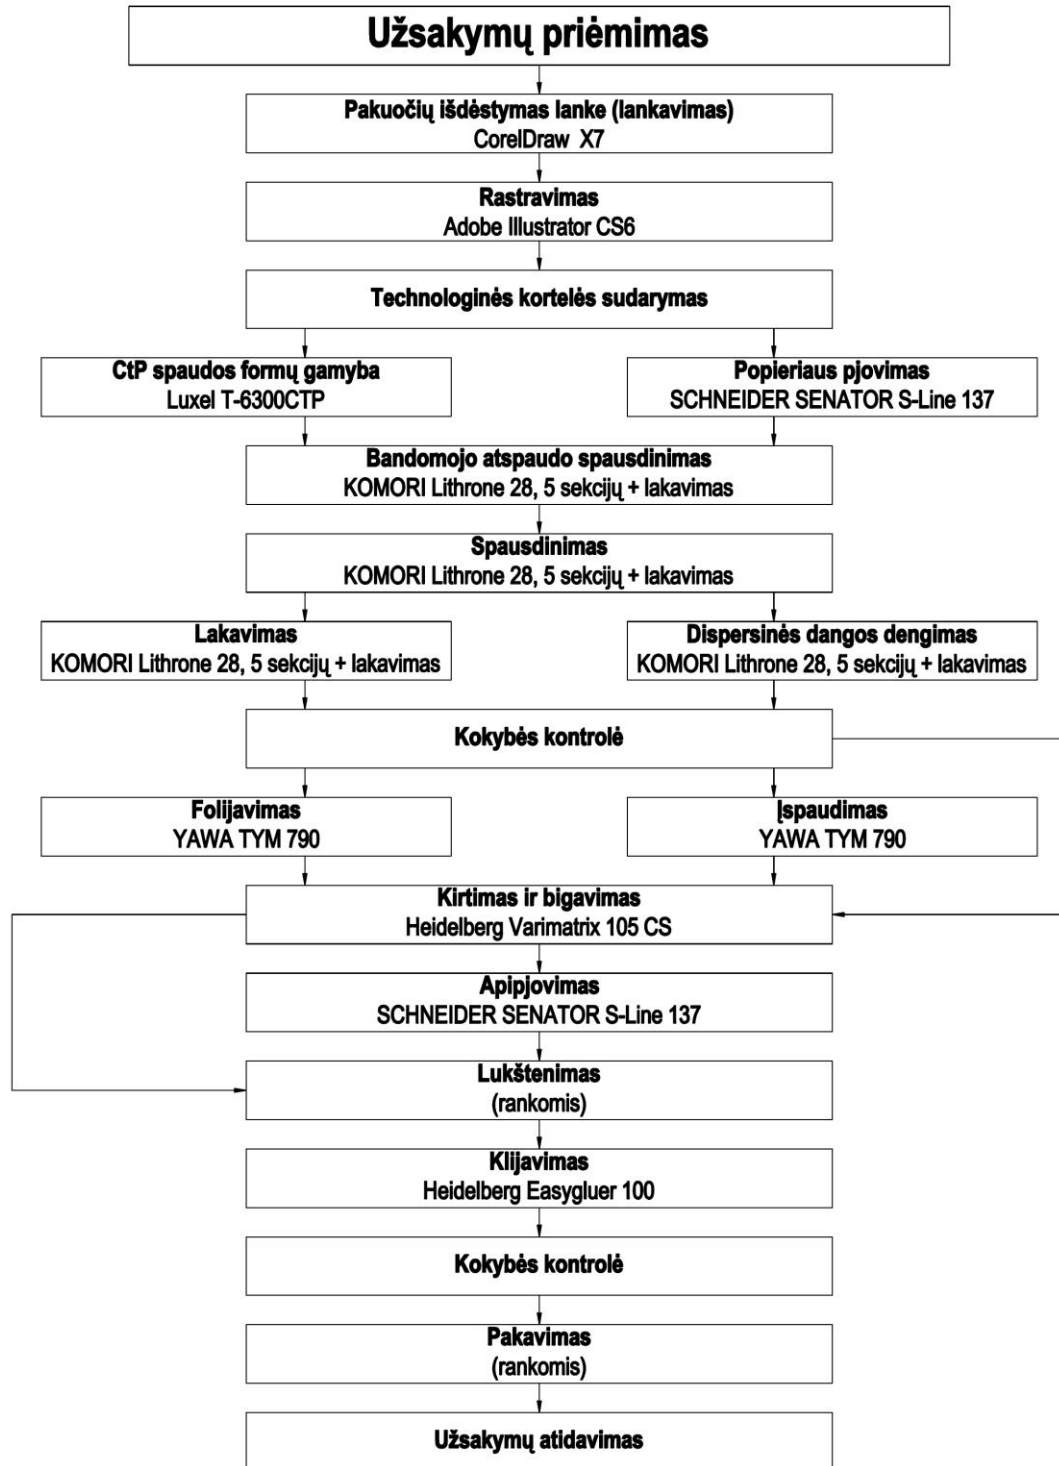 Užsakymų priėmimas
Pakuočių išdėstymas lanke (lankavimas)
CorelDraw X7
Rastravimas
Adobe Illustrator CS6
Technologinės kortelės sudarymas
CtP spaudos formų gamyba
Luxel T-6300CTP
Popieriaus pjovimas
SCHNEIDER SENATOR S-Line 137
Bandomojo atspaudo spausdinimas
KOMORI Lithrone 28, 5 sekcijų + lakavimas
Spausdinimas
KOMORI Lithrone 28, 5 sekcijų + lakavimas
Lakavimas
KOMORI Lithrone 28, 5 sekcijų + lakavimas
Dispersinės dangos dengimas
KOMORI Lithrone 28, 5 sekcijų + lakavimas
Kokybės kontrolė
Folijavimas
YAWA TYM 790
Įspaudimas
YAWA TYM 790
Kirtimas ir bigavimas
Heidelberg Varimatrix 105 CS
Apipjovimas
SCHNEIDER SENATOR S-Line 137
Lukštenimas
(rankomis)
Klijavimas
Heidelberg Easygluer 100
Kokybės kontrolė
Pakavimas
(rankomis)
Užsakymų atidavimas